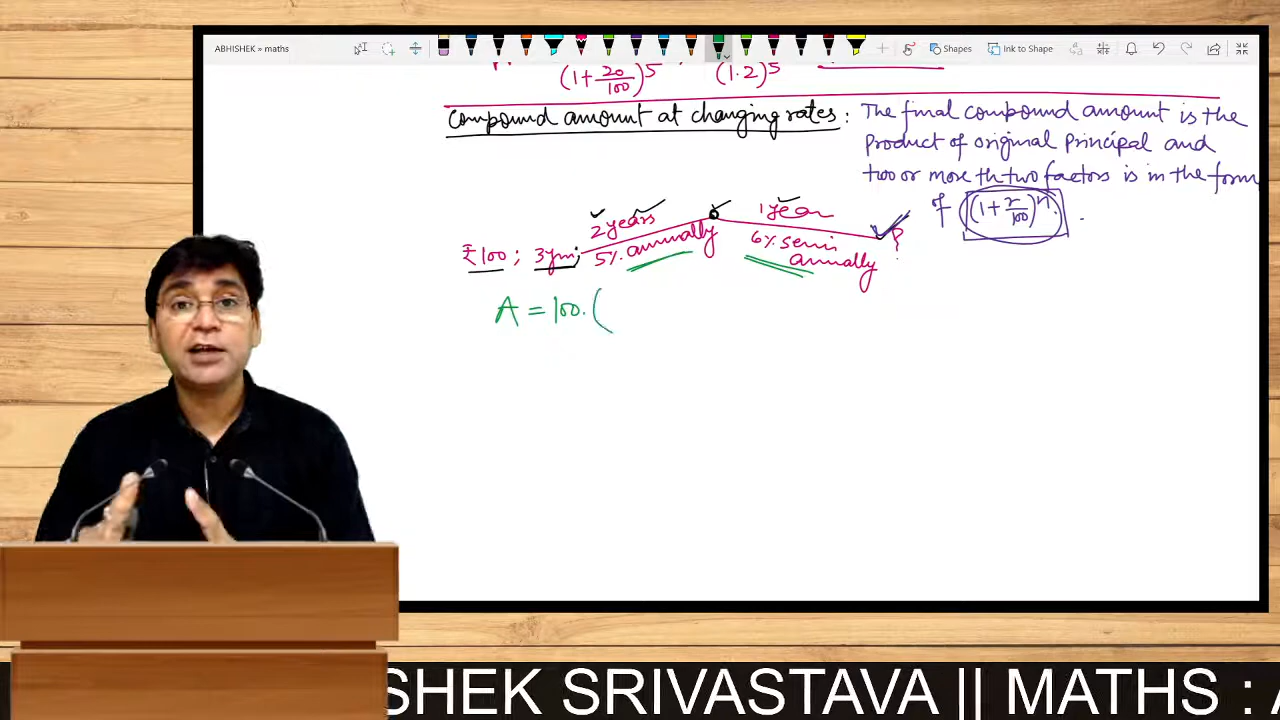 ABHISHEK » maths
Shapes
Ink to Shape
(1+20/100)^5
(1.2)^5
Compound amount at changing rates : The final compound amount is the
product of original principal and
two or more th two factors is in the form
of (1+r/100)^n.
2 years
1 year
₹100 ; 3yrs;
5% annually
6% semi
annually
?
A = 100. (
SHEK SRIVASTAVA || MATHS :